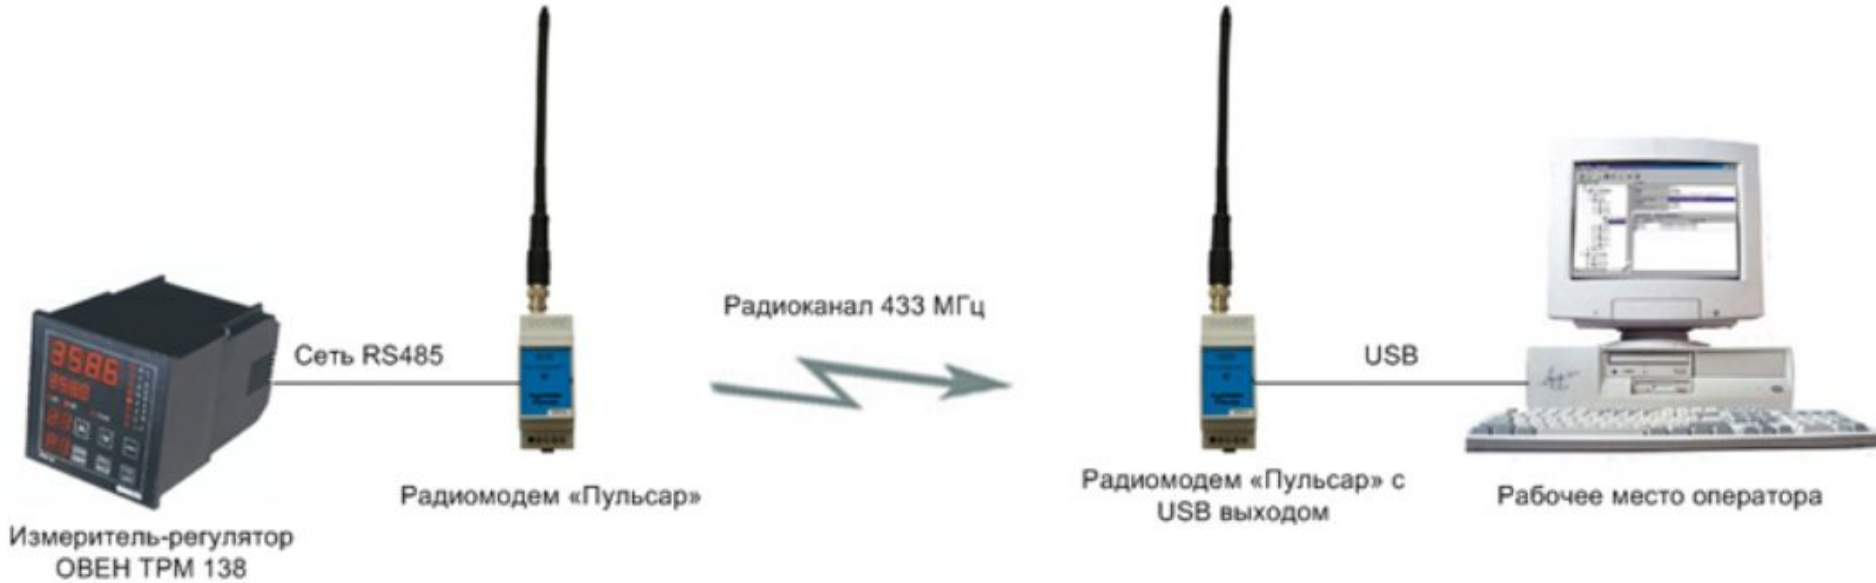 Радиоканал 433 МГц
Сеть RS485
USB
3586
Радиомодем «Пульсар»
Радиомодем «Пульсар» с
USB выходом
Рабочее место оператора
Измеритель-регулятор
ОВЕН ТРМ 138